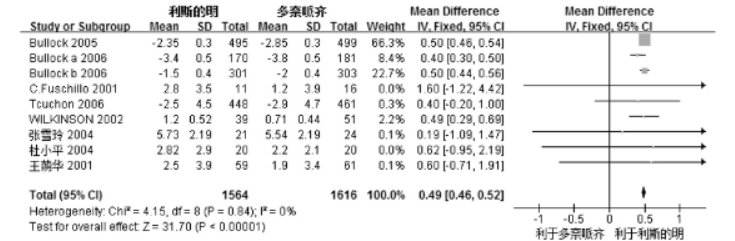 利斯的明 多奈哌齐 Mean Difference Mean Difference
Study or Subgroup Mean SD Total Mean SD Total Weight IV, Fixed, 95% CI IV, Fixed, 95% CI
Bullock 2005 -2.35 0.3 495 -2.85 0.3 499 66.3% 0.50 [0.46, 0.54]
Bullock a 2006 -3.4 0.5 170 -3.8 0.5 181 8.4% 0.40 [0.30, 0.50]
Bullock b 2006 -1.5 0.4 301 -2 0.4 303 22.7% 0.50 [0.44, 0.56]
C.Fuschillo 2001 2.8 3.5 11 1.2 3.9 16 0.0% 1.60 [-1.22, 4.42]
Tcuchon 2006 -2.5 4.5 448 -2.9 4.7 461 0.3% 0.40 [-0.20, 1.00]
WILKINSON 2002 1.2 0.52 39 0.71 0.44 51 2.1% 0.49 [0.29, 0.69]
张雪玲 2004 5.73 2.19 21 5.54 2.19 24 0.1% 0.19 [-1.09, 1.47]
杜小平 2004 2.82 2.9 20 2.2 2.1 20 0.0% 0.62 [-0.95, 2.19]
王荫华 2001 2.5 3.9 59 1.9 3.4 61 0.1% 0.60 [-0.71, 1.91]
Total (95% CI) 1564 1616 100.0% 0.49 [0.46, 0.52]
Heterogeneity: Chi² = 4.15, df = 8 (P = 0.84); I² = 0%
Test for overall effect: Z = 31.70 (P < 0.00001)
-1 -0.5 0 0.5 1
利于多奈哌齐 利于利斯的明